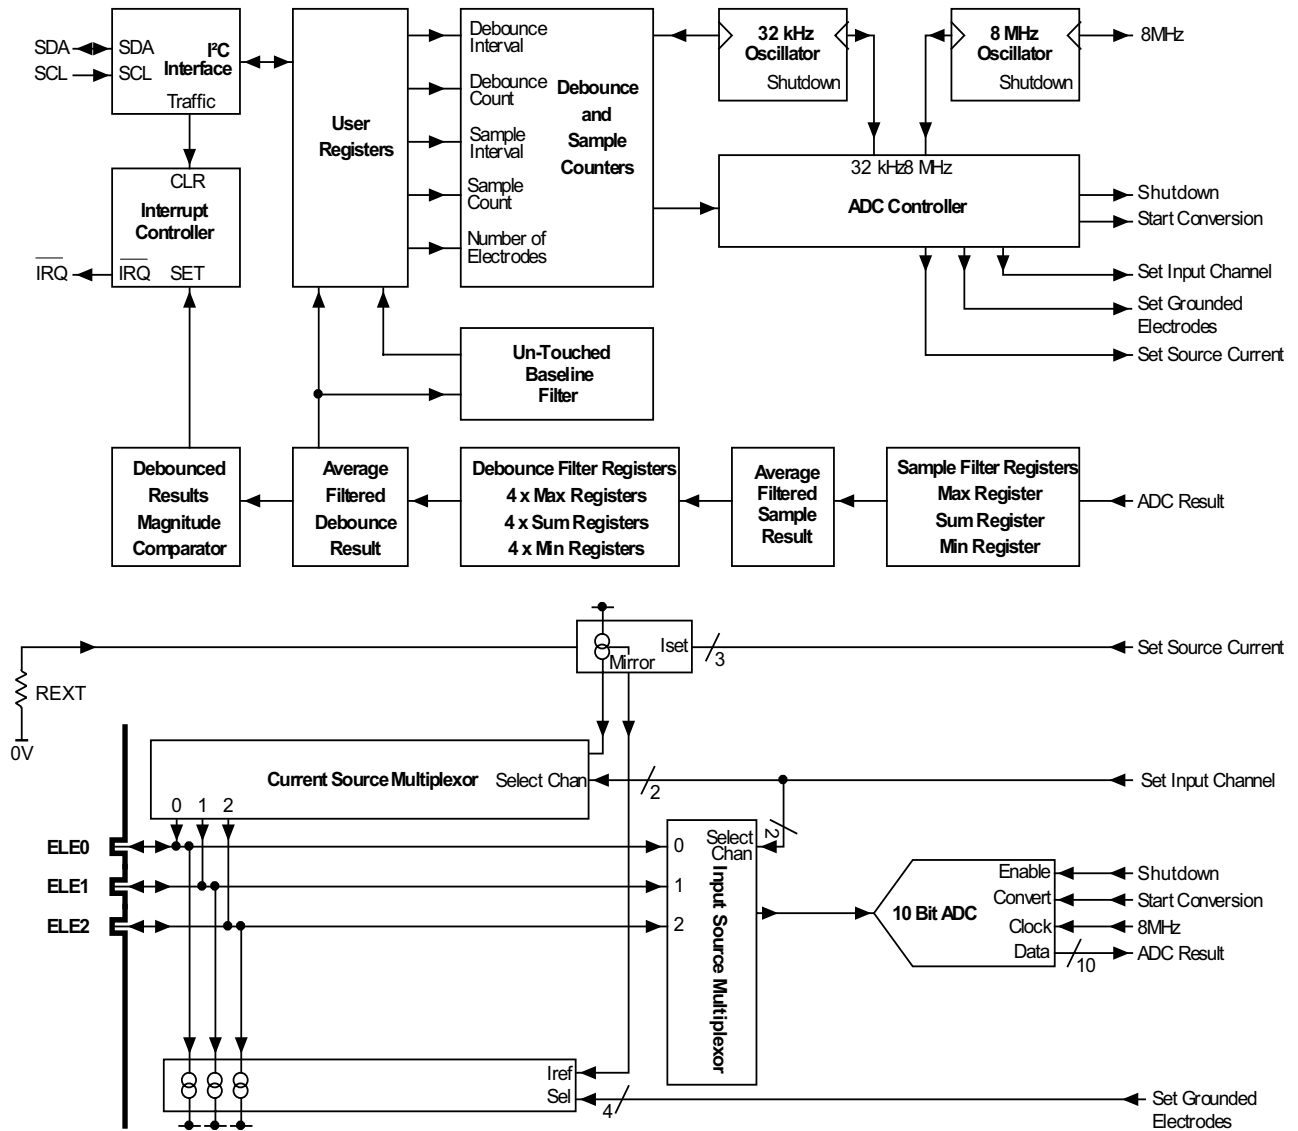 SDA
SCL
SDA
SCL
I²C
Interface
Traffic
CLR
Interrupt
Controller
IRQ
IRQ
SET
User
Registers
Debounce
Interval
Debounce
Count
Sample
Interval
Sample
Count
Number of
Electrodes
Debounce
and
Sample
Counters
32 kHz
Oscillator
Shutdown
8 MHz
Oscillator
Shutdown
8MHz
32 kHz
8 MHz
ADC Controller
Shutdown
Start Conversion
Set Input Channel
Set Grounded
Electrodes
Set Source Current
Un-Touched
Baseline
Filter
Debounced
Results
Magnitude
Comparator
Average
Filtered
Debounce
Result
Debounce Filter Registers
4 x Max Registers
4 x Sum Registers
4 x Min Registers
Average
Filtered
Sample
Result
Sample Filter Registers
Max Register
Sum Register
Min Register
ADC Result
REXT
0V
Iset
Mirror
3
Set Source Current
Current Source Multiplexor
Select Chan
2
Set Input Channel
0 1 2
ELE0
ELE1
ELE2
0
1
2
Select
Chan
2
Input Source Multiplexor
10 Bit ADC
Enable
Convert
Clock
Data
10
Shutdown
Start Conversion
8MHz
ADC Result
Iref
Sel
4
Set Grounded
Electrodes